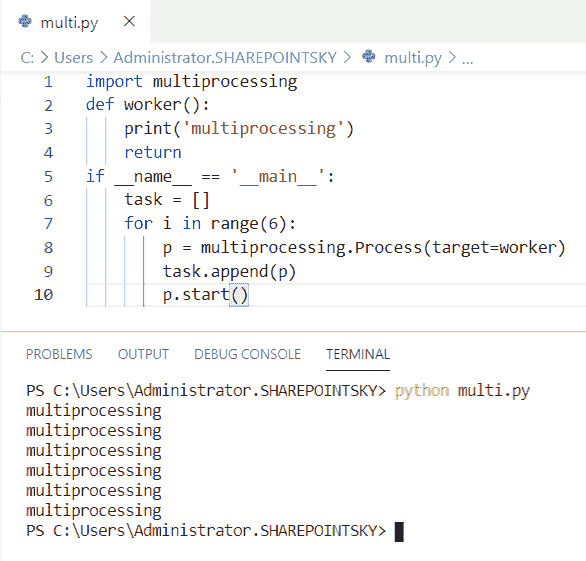 multi.py ×
C: > Users > Administrator.SHAREPOINTSKY > multi.py > ...
1 import multiprocessing
2 def worker():
3     print('multiprocessing')
4     return
5 if __name__ == '__main__':
6     task = []
7     for i in range(6):
8         p = multiprocessing.Process(target=worker)
9         task.append(p)
10         p.start()
PROBLEMS OUTPUT DEBUG CONSOLE TERMINAL
PS C:\Users\Administrator.SHAREPOINTSKY> python multi.py
multiprocessing
multiprocessing
multiprocessing
multiprocessing
multiprocessing
multiprocessing
PS C:\Users\Administrator.SHAREPOINTSKY>